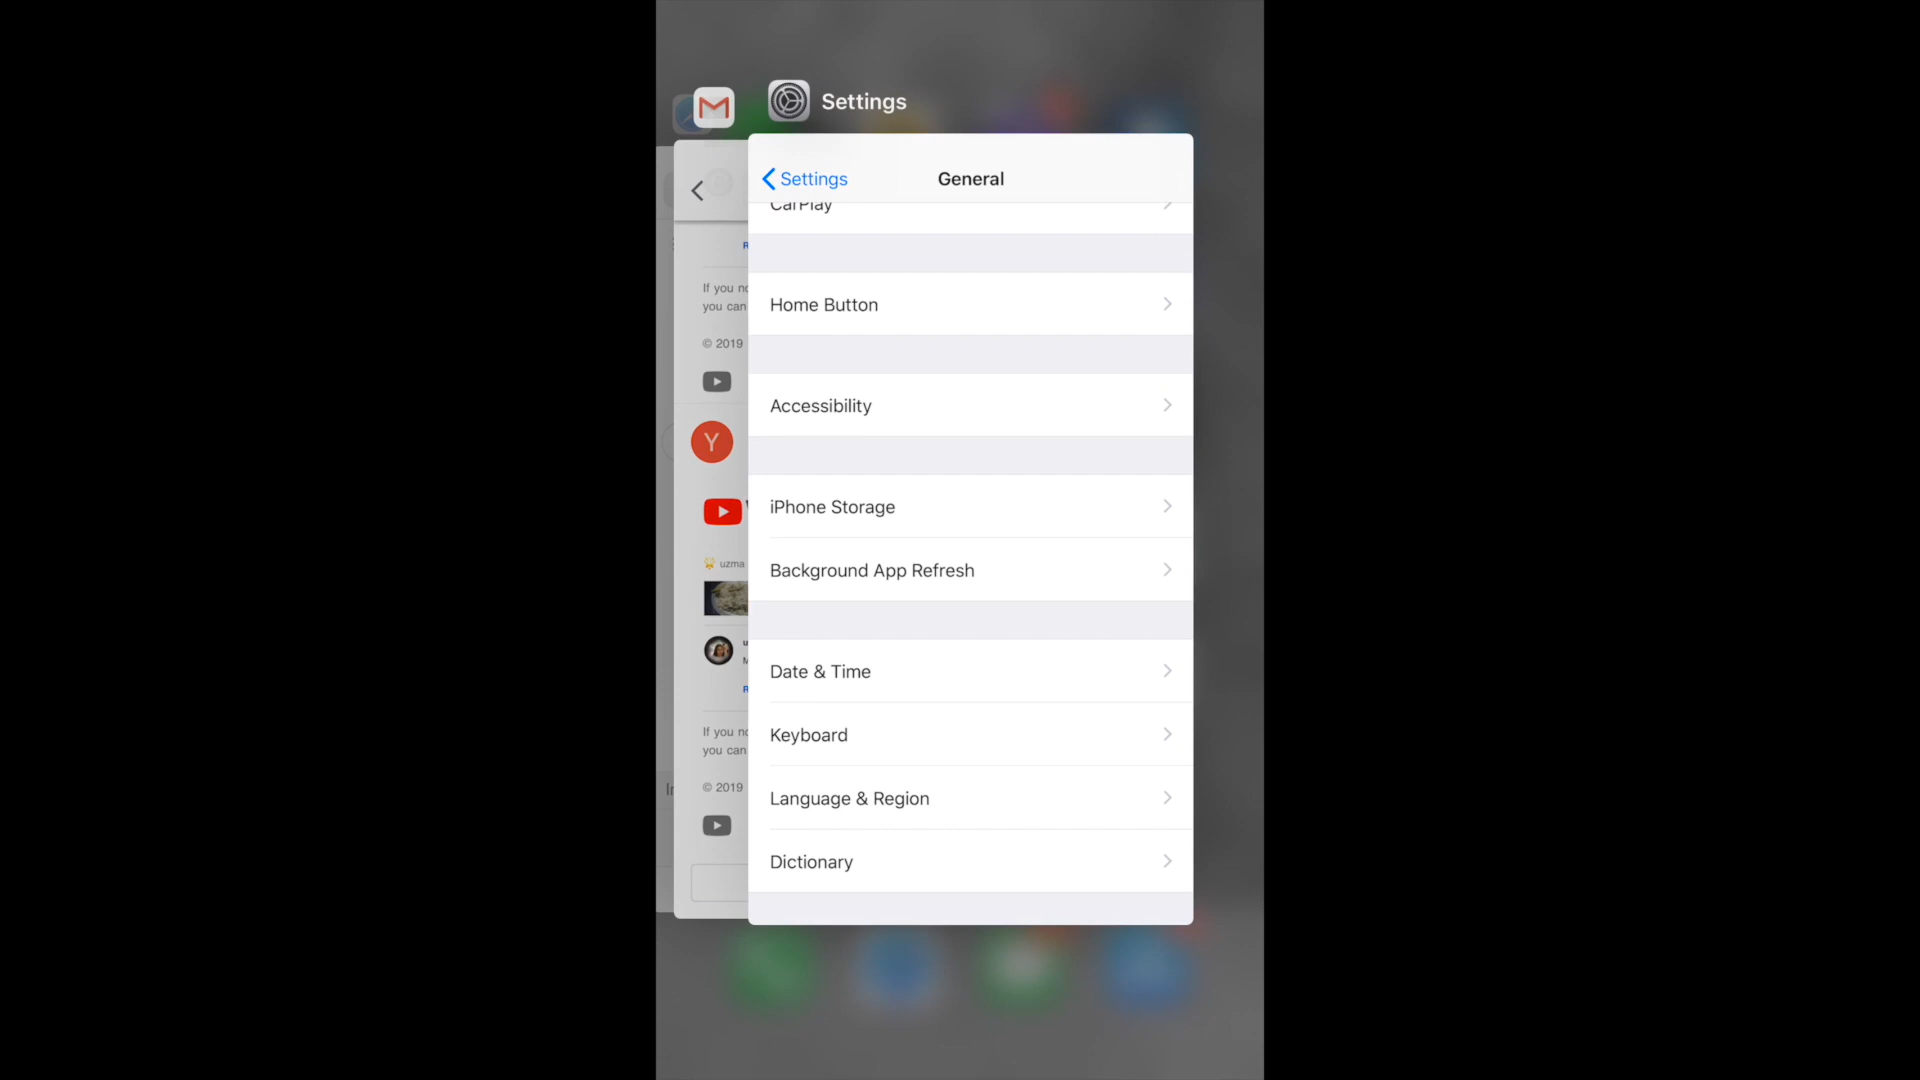 Settings
Settings
General
CarPlay
Home Button
Accessibility
iPhone Storage
Background App Refresh
Date & Time
Keyboard
Language & Region
Dictionary
If you
you can
© 2019
Y
uzma
If you
you can
© 2019